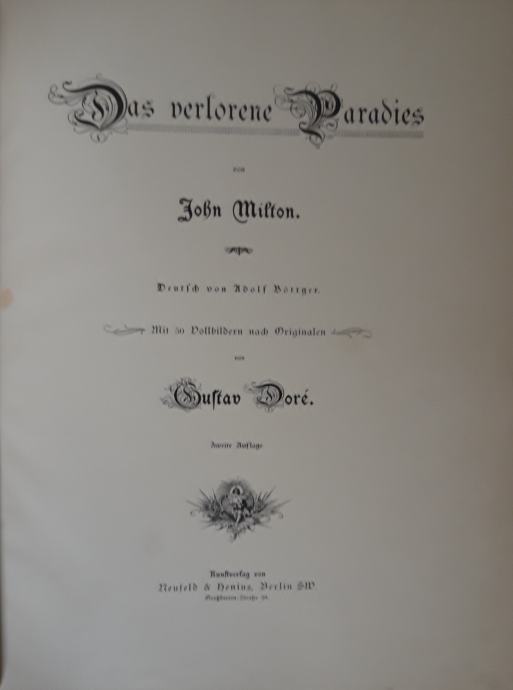 Das verlorene Paradies
von
John Milton.
Deutsch von Adolf Böttger.
Mit 50 Vollbildern nach Originalen
von
Gustav Doré.
Zweite Auflage
Kunstverlag von
Neufeld & Henius, Berlin SW.